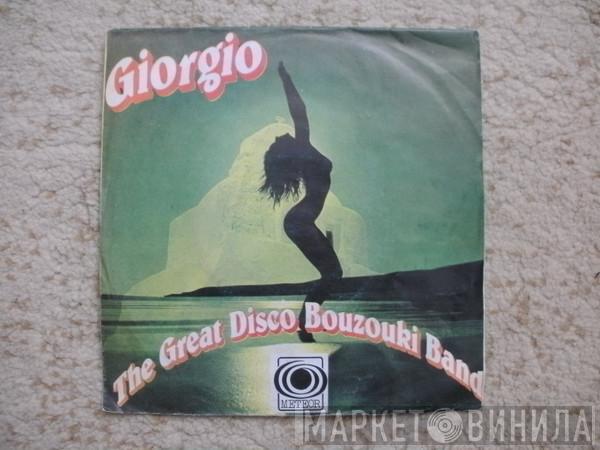 Giorgio
The Great Disco Bouzouki Band
METEOR
МАРКЕТ ВИНИЛА